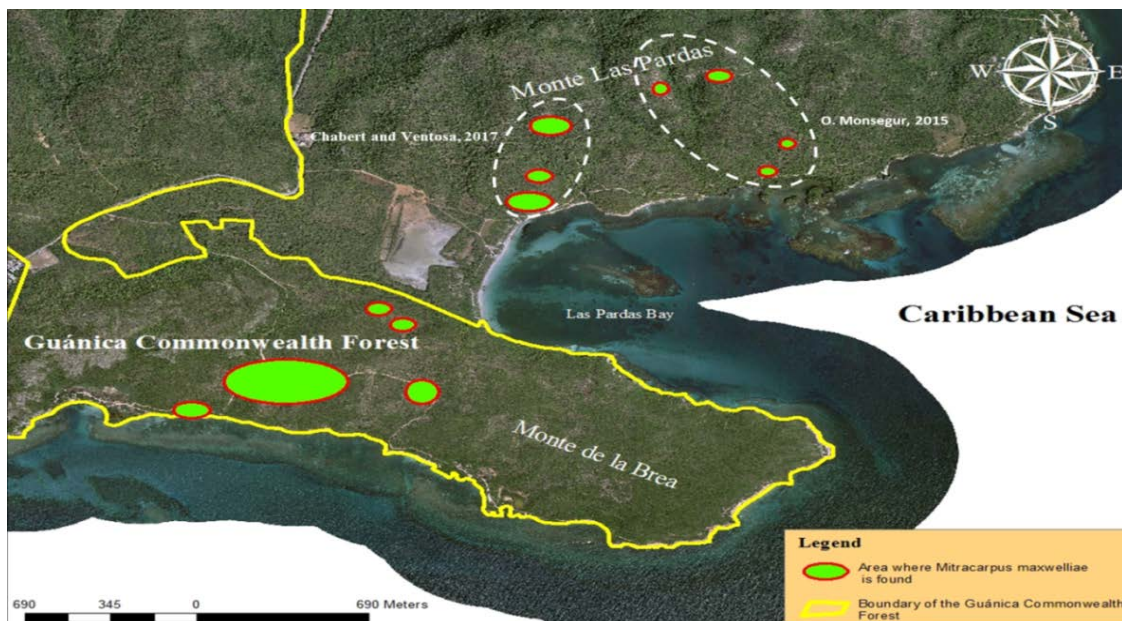 N
W E
S
Monte Las Pardas
Chabert and Ventosa, 2017
O. Monsegur, 2015
Las Pardas Bay
Caribbean Sea
Guánica Commonwealth Forest
Monte de la Brea
690 345 0 690 Meters
Legend
Area where Mitracarpus maxwelliae
is found
Boundary of the Guánica Commonwealth
Forest